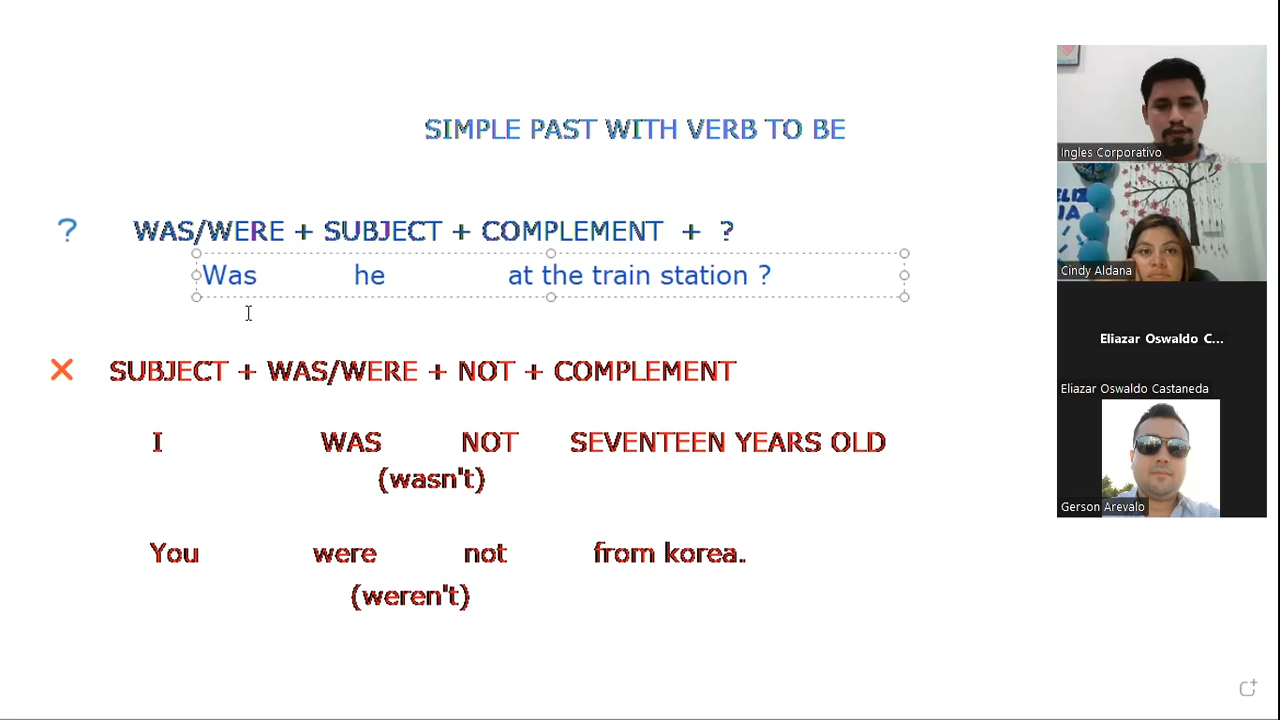 SIMPLE PAST WITH VERB TO BE
? WAS/WERE + SUBJECT + COMPLEMENT + ?
Was he at the train station ?
SUBJECT + WAS/WERE + NOT + COMPLEMENT
I WAS NOT SEVENTEEN YEARS OLD
(wasn't)
You were not from korea.
(weren't)
Ingles Corporativo
Cindy Aldana
Eliazar Oswaldo C...
Eliazar Oswaldo Castaneda
Gerson Arevalo